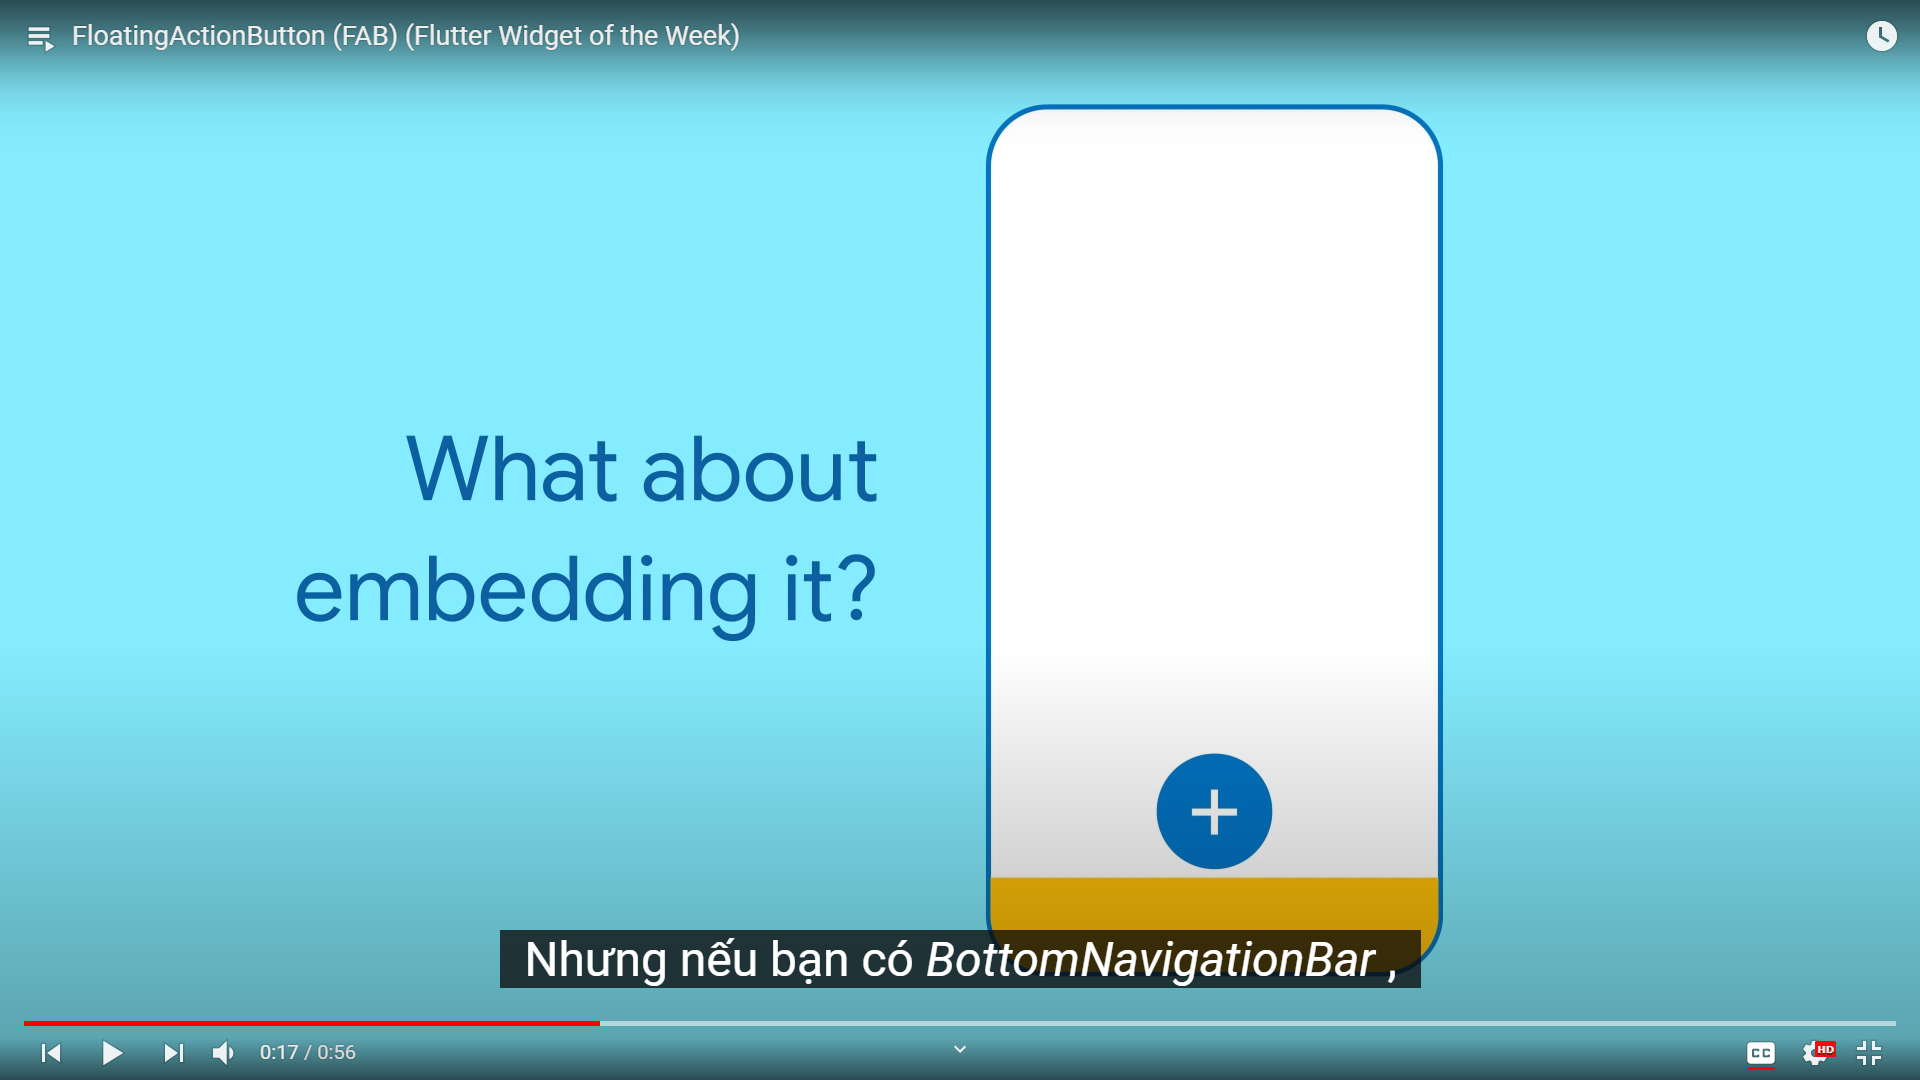 FloatingActionButton (FAB) (Flutter Widget of the Week)
What about
embedding it?
Nhưng nếu bạn có BottomNavigationBar ,
0:17 / 0:56
CC
HD